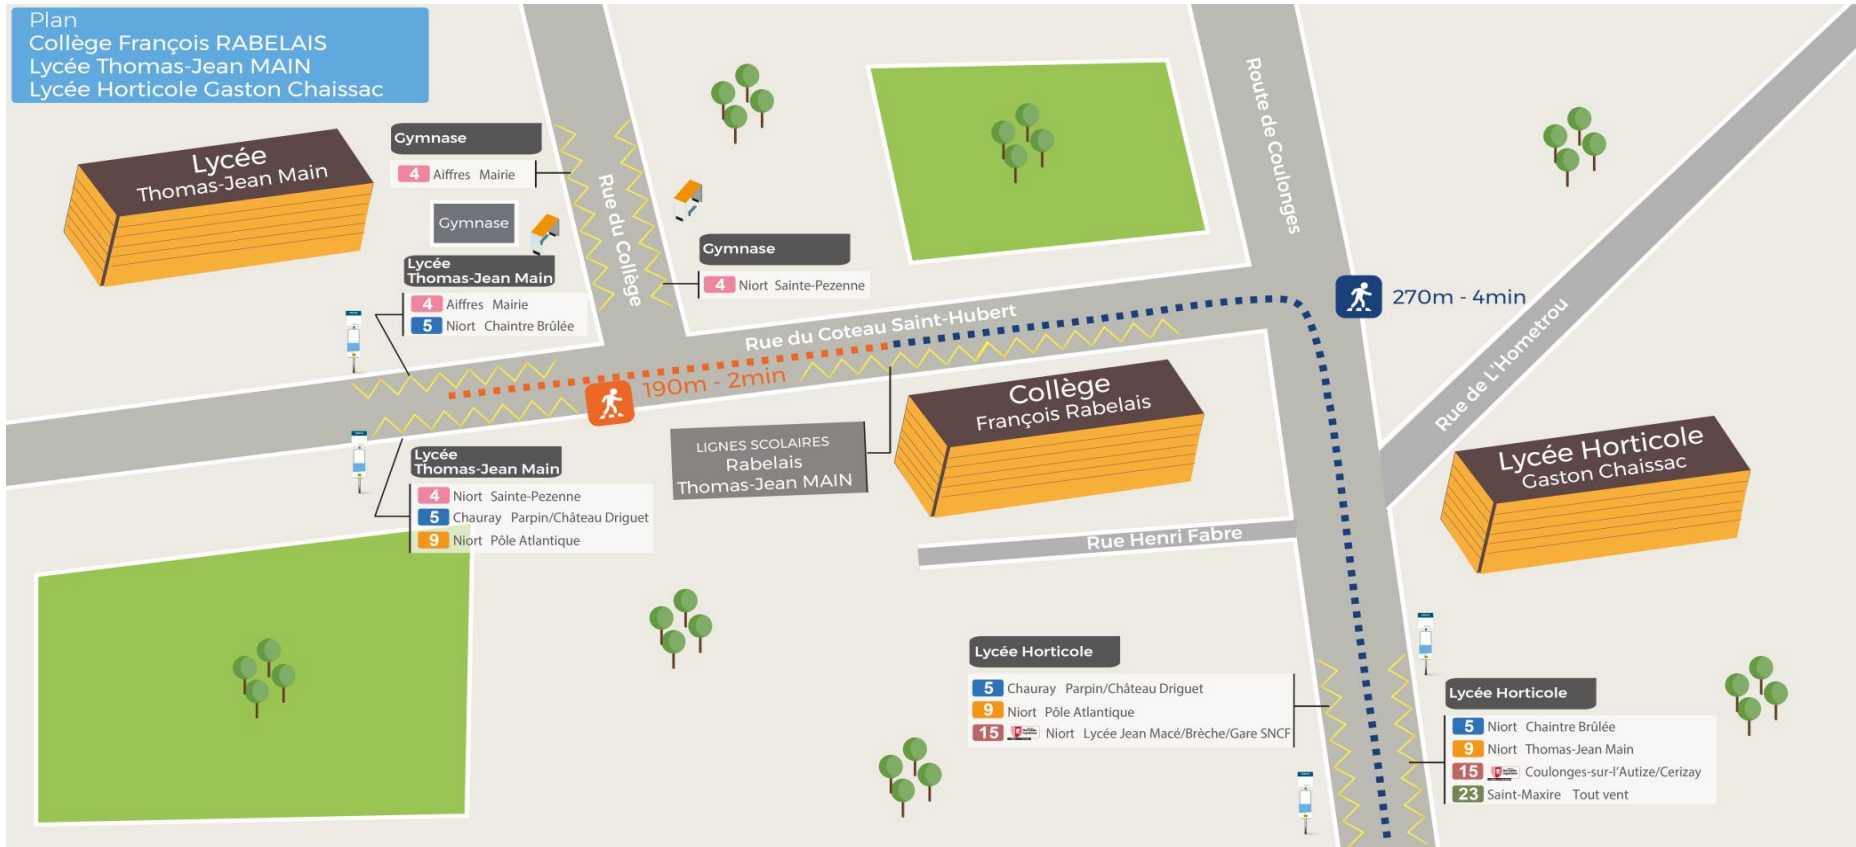 Plan
Collège François RABELAIS
Lycée Thomas-Jean MAIN
Lycée Horticole Gaston Chaissac
Lycée
Thomas-Jean Main
Gymnase
4 Aiffres Mairie
Gymnase
Rue du Collège
Gymnase
4 Niort Sainte-Pezenne
Lycée
Thomas-Jean Main
4 Aiffres Mairie
5 Niort Chaintre Brûlée
Route de Coulonges
270m - 4min
Rue du Coteau Saint-Hubert
190m - 2min
Rue de L'Hometrou
Collège
François Rabelais
LIGNES SCOLAIRES
Rabelais
Thomas-Jean MAIN
Lycée Horticole
Gaston Chaissac
Lycée
Thomas-Jean Main
4 Niort Sainte-Pezenne
5 Chauray Parpin/Château Driguet
9 Niort Pôle Atlantique
Rue Henri Fabre
Lycée Horticole
5 Chauray Parpin/Château Driguet
9 Niort Pôle Atlantique
15 Niort Lycée Jean Macé/Brèche/Gare SNCF
Lycée Horticole
5 Niort Chaintre Brûlée
9 Niort Thomas-Jean Main
15 Coulonges-sur-l'Autize/Cerizay
23 Saint-Maxire Tout vent